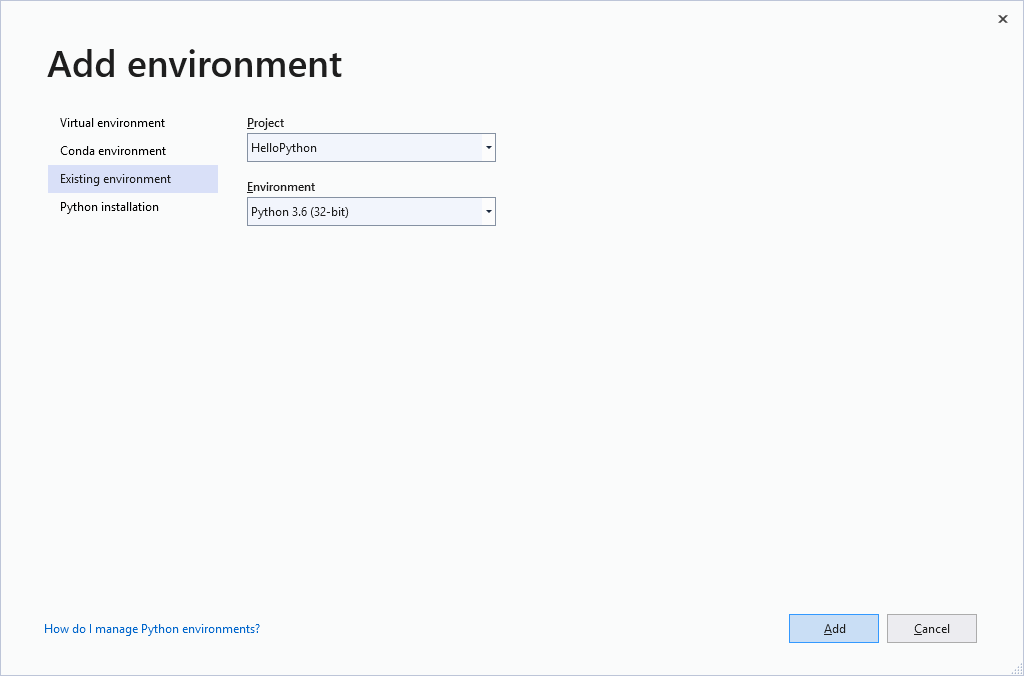 Add environment
Virtual environment
Conda environment
Existing environment
Python installation
Project
HelloPython
Environment
Python 3.6 (32-bit)
How do I manage Python environments?
Add
Cancel